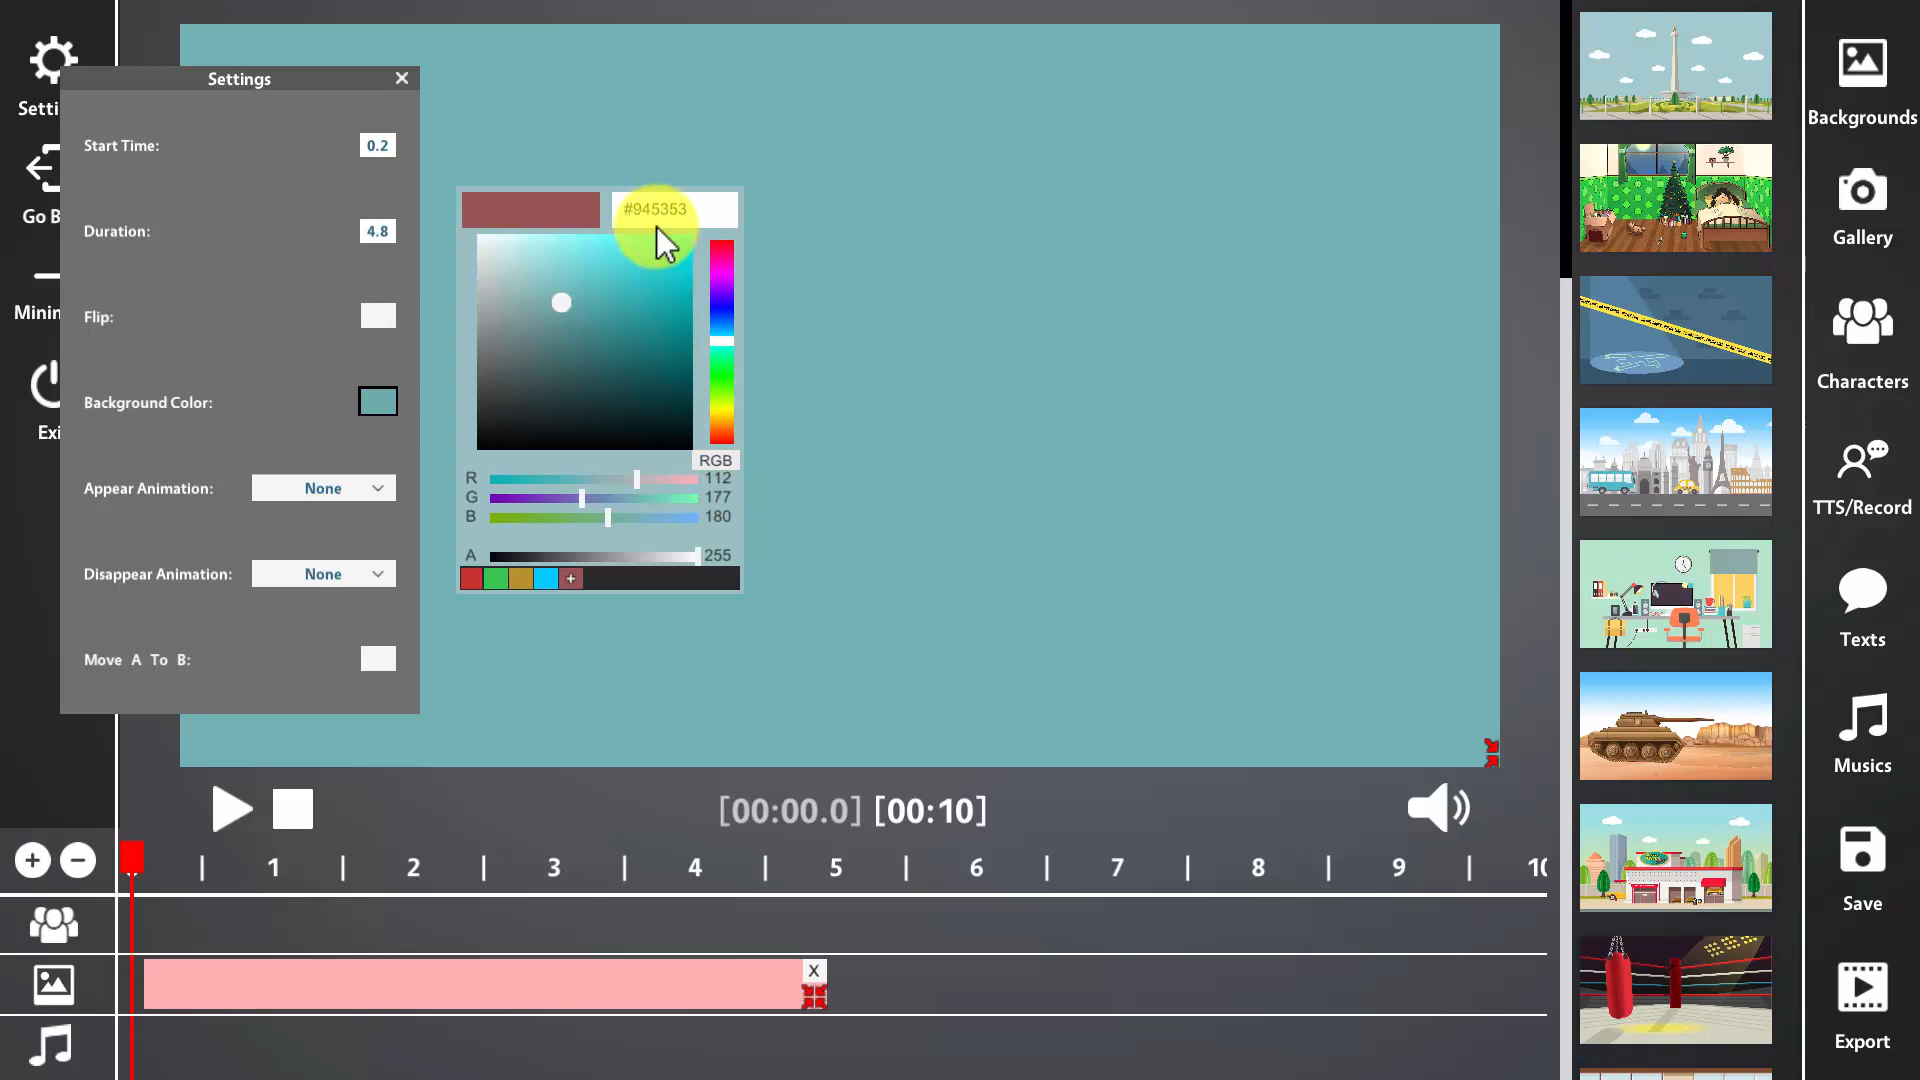 Settings
Setti
Start Time:
0.2
Go B
Duration:
4.8
Minin
Flip:
Background Color:
Exi
Appear Animation:
None
Disappear Animation:
None
Move A To B:
#945353
RGB
R
112
G
177
B
180
A
255
+
Backgrounds
Gallery
Characters
TTS/Record
Texts
Musics
Save
Export
[00:00.0] [00:10]
1
2
3
4
5
6
7
8
9
10
X